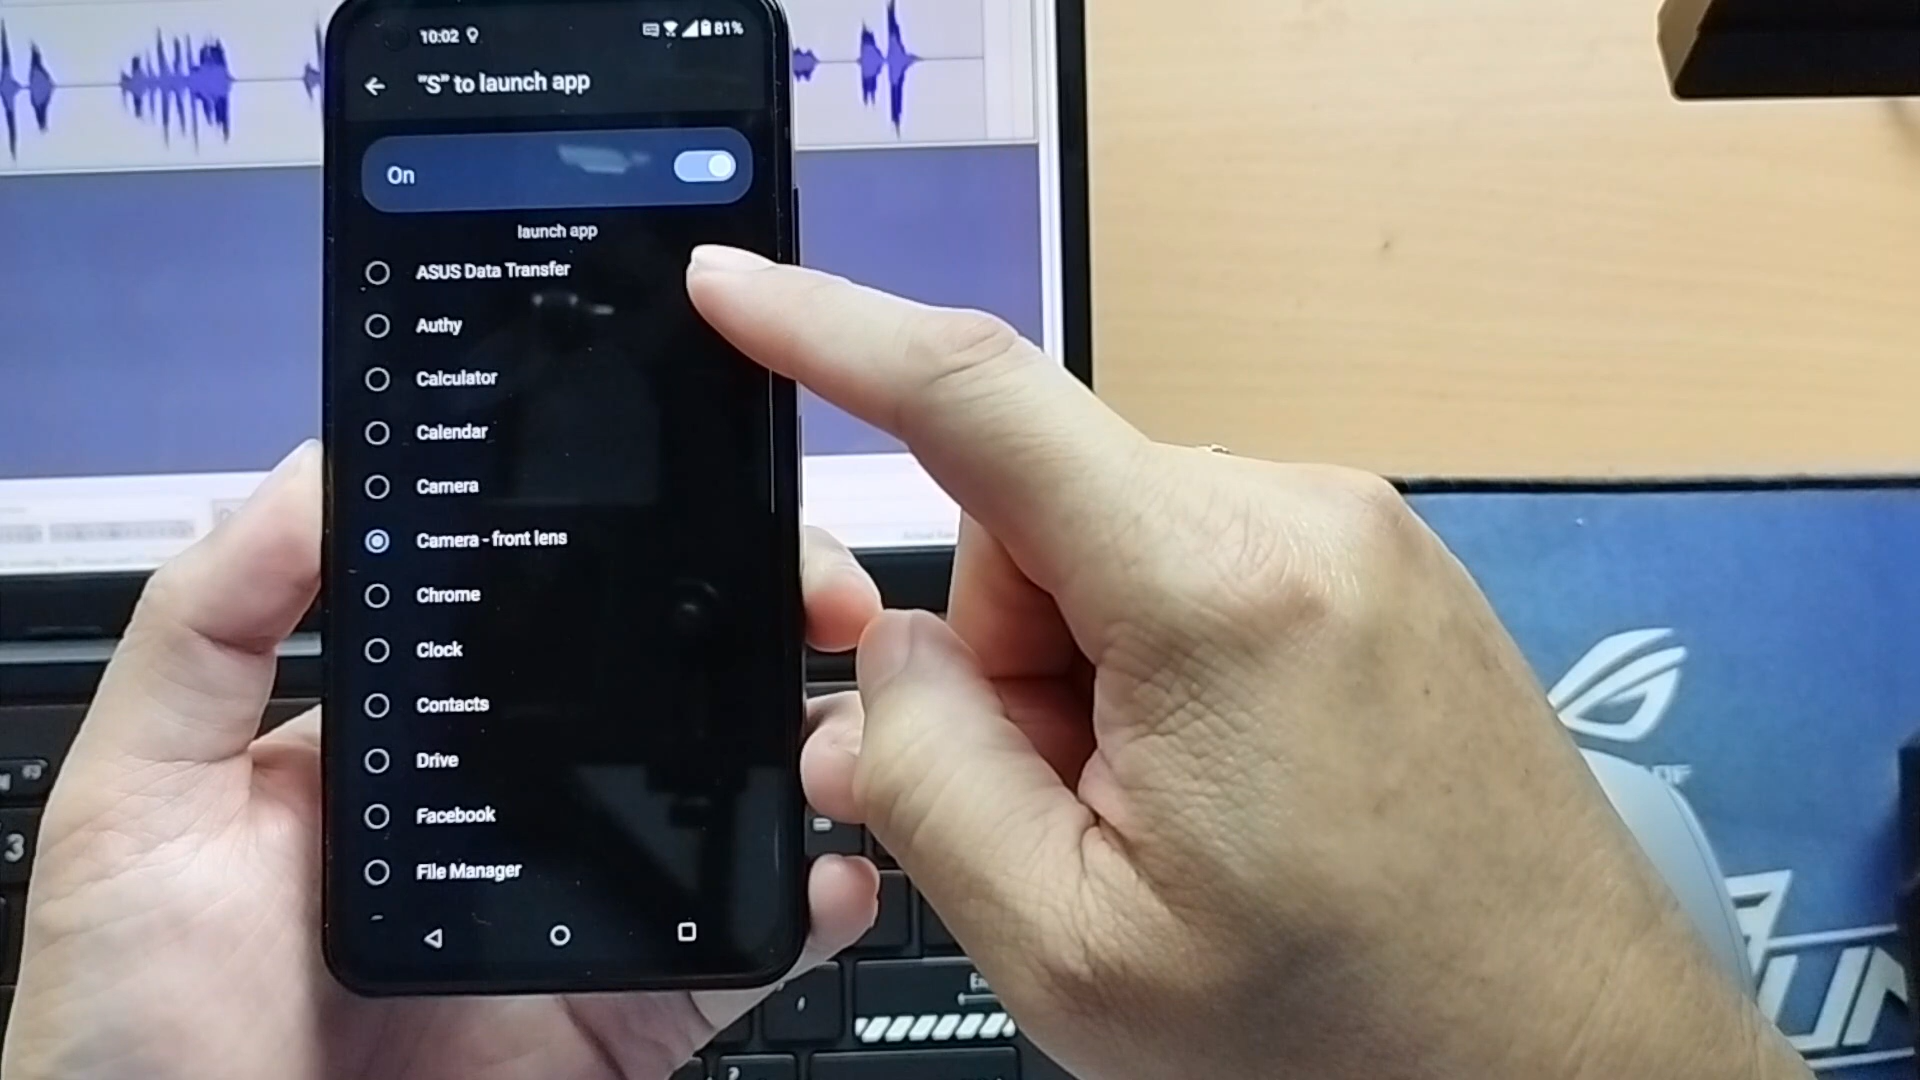 10:02 81%
"S" to launch app
On
launch app
ASUS Data Transfer
Authy
Calculator
Calendar
Camera
Camera - front lens
Chrome
Clock
Contacts
Drive
Facebook
File Manager
3